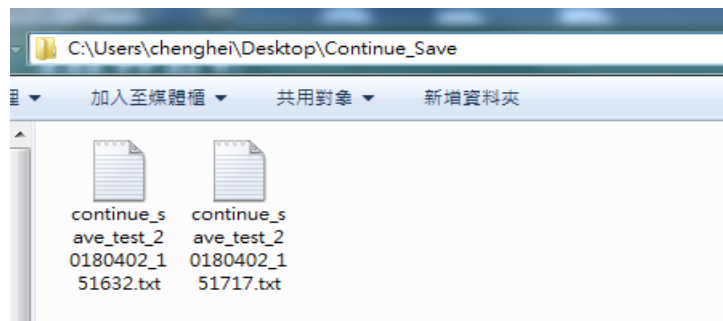 C:\Users\chenghei\Desktop\Continue_Save
理 加入至媒體櫃 共用對象 新增資料夾
continue_s
ave_test_2
0180402_1
51632.txt
continue_s
ave_test_2
0180402_1
51717.txt